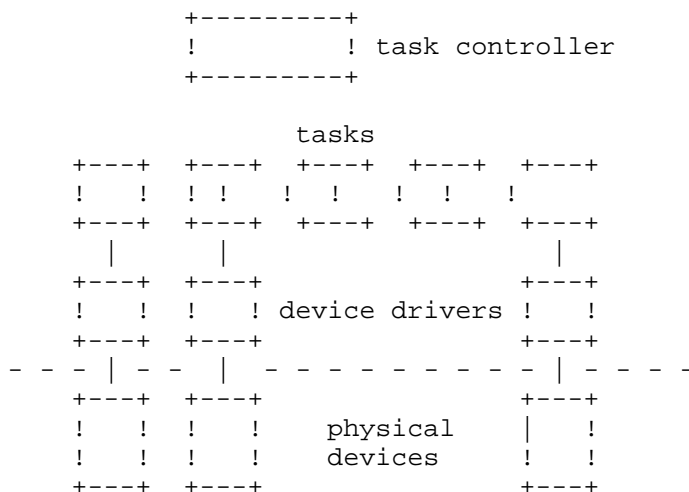 task controller
tasks
device drivers
physical
devices